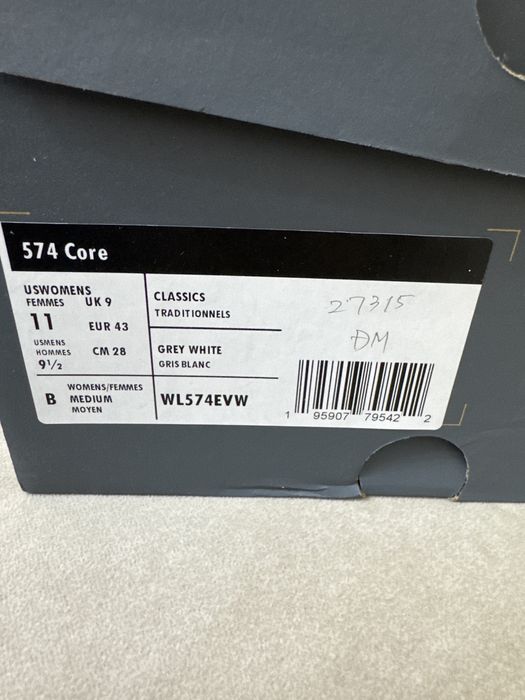 574 Core
USWOMENS
FEMMES UK 9
11 EUR 43
USMENS
HOMMES CM 28
9½
B WOMENS/FEMMES
MEDIUM
MOYEN
CLASSICS
TRADITIONNELS
GREY WHITE
GRIS BLANC
WL574EVW
27315
DM
1 95907 79542 2